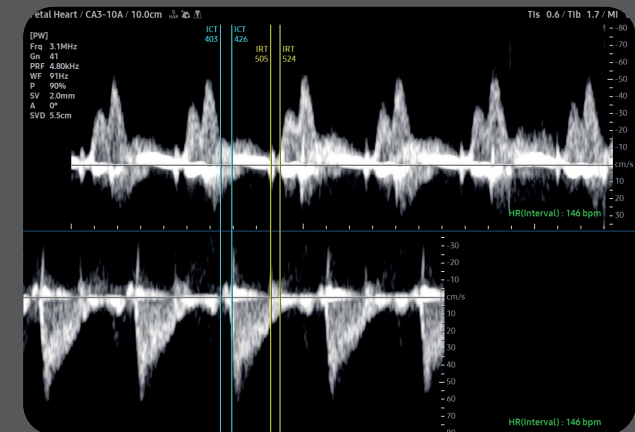 etal Heart / CA3-10A / 10.0cm
TIs 0.6 / TIb 1.7 / MI
[PW]
Frq 3.1MHz
Gn 41
PRF 4.80kHz
WF 91Hz
P 90%
SV 2.0mm
A 0°
SVD 5.5cm
ICT ICT
403 426
IRT IRT
505 524
-80
-70
-60
-50
-40
-30
-20
-10
cm/s
10
20
30
HR(Interval) : 146 bpm
-30
-10
cm/s
10
20
30
40
50
60
70
80
HR(Interval) : 146 bpm